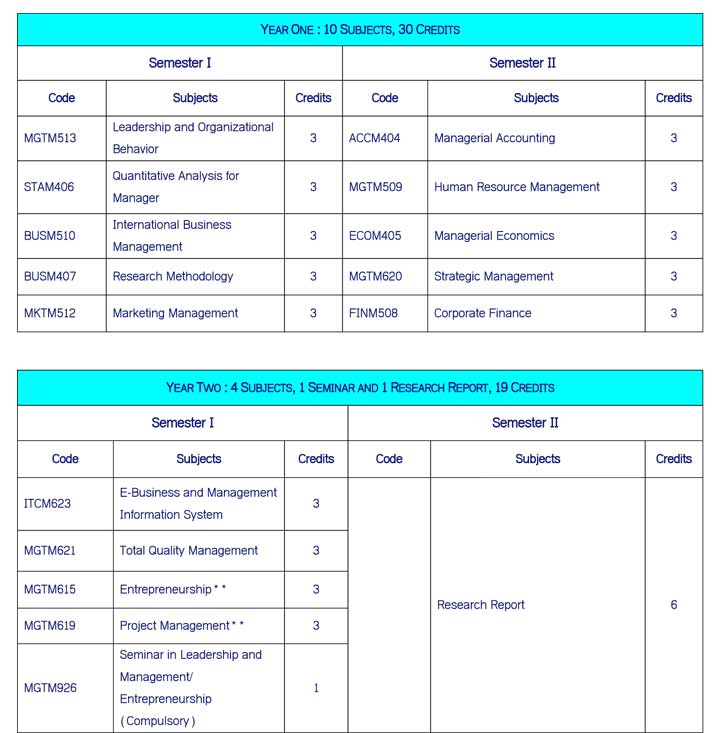 YEAR ONE : 10 SUBJECTS, 30 CREDITS
Semester I Semester II
Code Subjects Credits Code Subjects Credits
MGTM513 Leadership and Organizational
Behavior 3 ACCM404 Managerial Accounting 3
STAM406 Quantitative Analysis for
Manager 3 MGTM509 Human Resource Management 3
BUSM510 International Business
Management 3 ECOM405 Managerial Economics 3
BUSM407 Research Methodology 3 MGTM620 Strategic Management 3
MKTM512 Marketing Management 3 FINM508 Corporate Finance 3
YEAR TWO : 4 SUBJECTS, 1 SEMINAR AND 1 RESEARCH REPORT, 19 CREDITS
Semester I Semester II
Code Subjects Credits Code Subjects Credits
ITCM623 E-Business and Management
Information System 3
MGTM621 Total Quality Management 3
MGTM615 Entrepreneurship** 3
Research Report 6
MGTM619 Project Management** 3
MGTM926 Seminar in Leadership and
Management/
Entrepreneurship
(Compulsory) 1